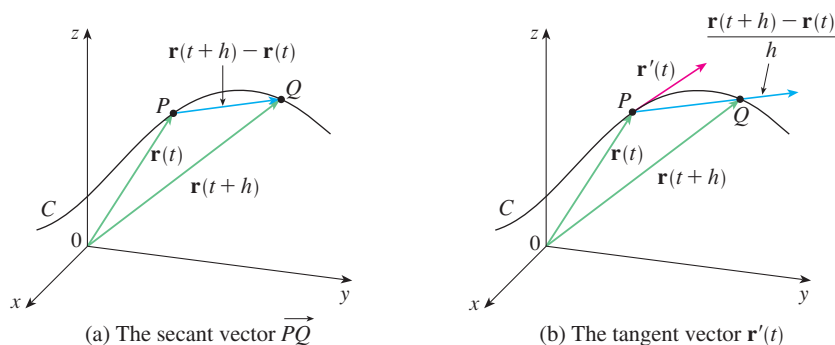 z
r(t + h) − r(t)
P
Q
r(t)
r(t + h)
C
0
x
y
(a) The secant vector PQ
z
r(t + h) − r(t)
h
r′(t)
P
Q
r(t)
r(t + h)
C
0
x
y
(b) The tangent vector r′(t)